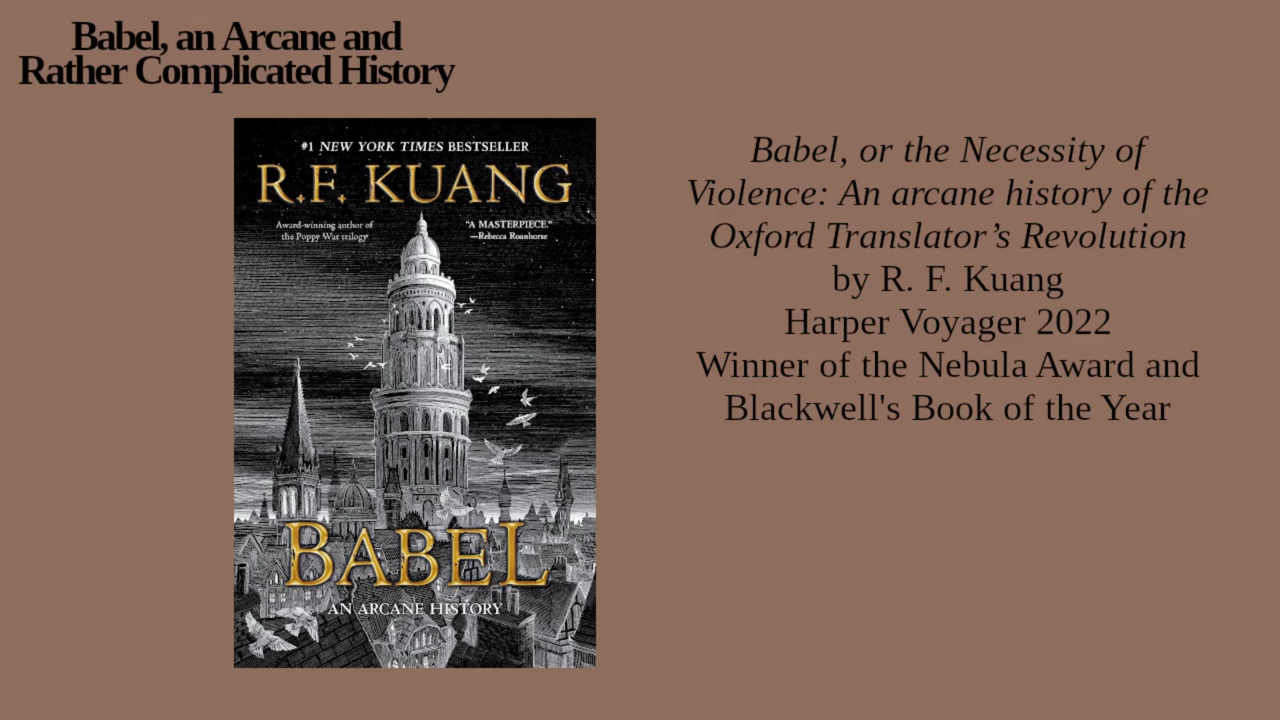 Babel, an Arcane and
Rather Complicated History
#1 NEW YORK TIMES BESTSELLER
R.F. KUANG
Award-winning author of
the Poppy War trilogy
"A MASTERPIECE."
—Rebecca Roanhorse
BABEL
AN ARCANE HISTORY
Babel, or the Necessity of
Violence: An arcane history of the
Oxford Translator’s Revolution
by R. F. Kuang
Harper Voyager 2022
Winner of the Nebula Award and
Blackwell's Book of the Year